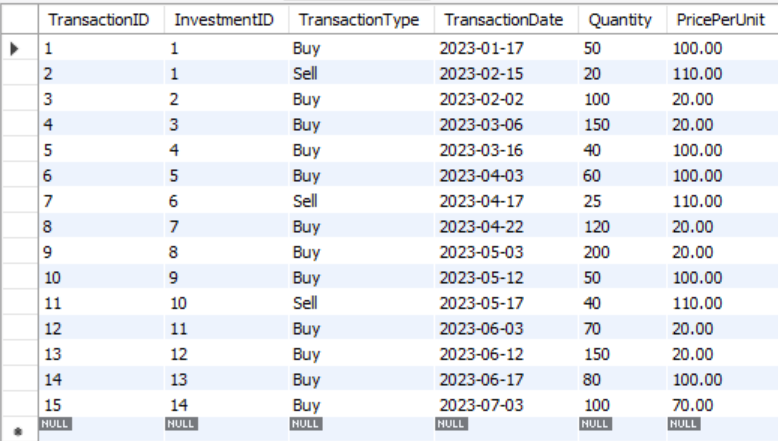 TransactionID InvestmentID TransactionType TransactionDate Quantity PricePerUnit
1 1 Buy 2023-01-17 50 100.00
2 1 Sell 2023-02-15 20 110.00
3 2 Buy 2023-02-02 100 20.00
4 3 Buy 2023-03-06 150 20.00
5 4 Buy 2023-03-16 40 100.00
6 5 Buy 2023-04-03 60 100.00
7 6 Sell 2023-04-17 25 110.00
8 7 Buy 2023-04-22 120 20.00
9 8 Buy 2023-05-03 200 20.00
10 9 Buy 2023-05-12 50 100.00
11 10 Sell 2023-05-17 40 110.00
12 11 Buy 2023-06-03 70 20.00
13 12 Buy 2023-06-12 150 20.00
14 13 Buy 2023-06-17 80 100.00
15 14 Buy 2023-07-03 100 70.00
NULL NULL NULL NULL NULL NULL